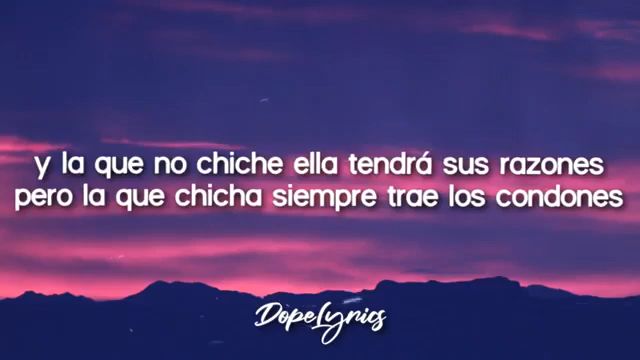 y la que no chiche ella tendrá sus razones
pero la que chicha siempre trae los condones
DopeLyrics